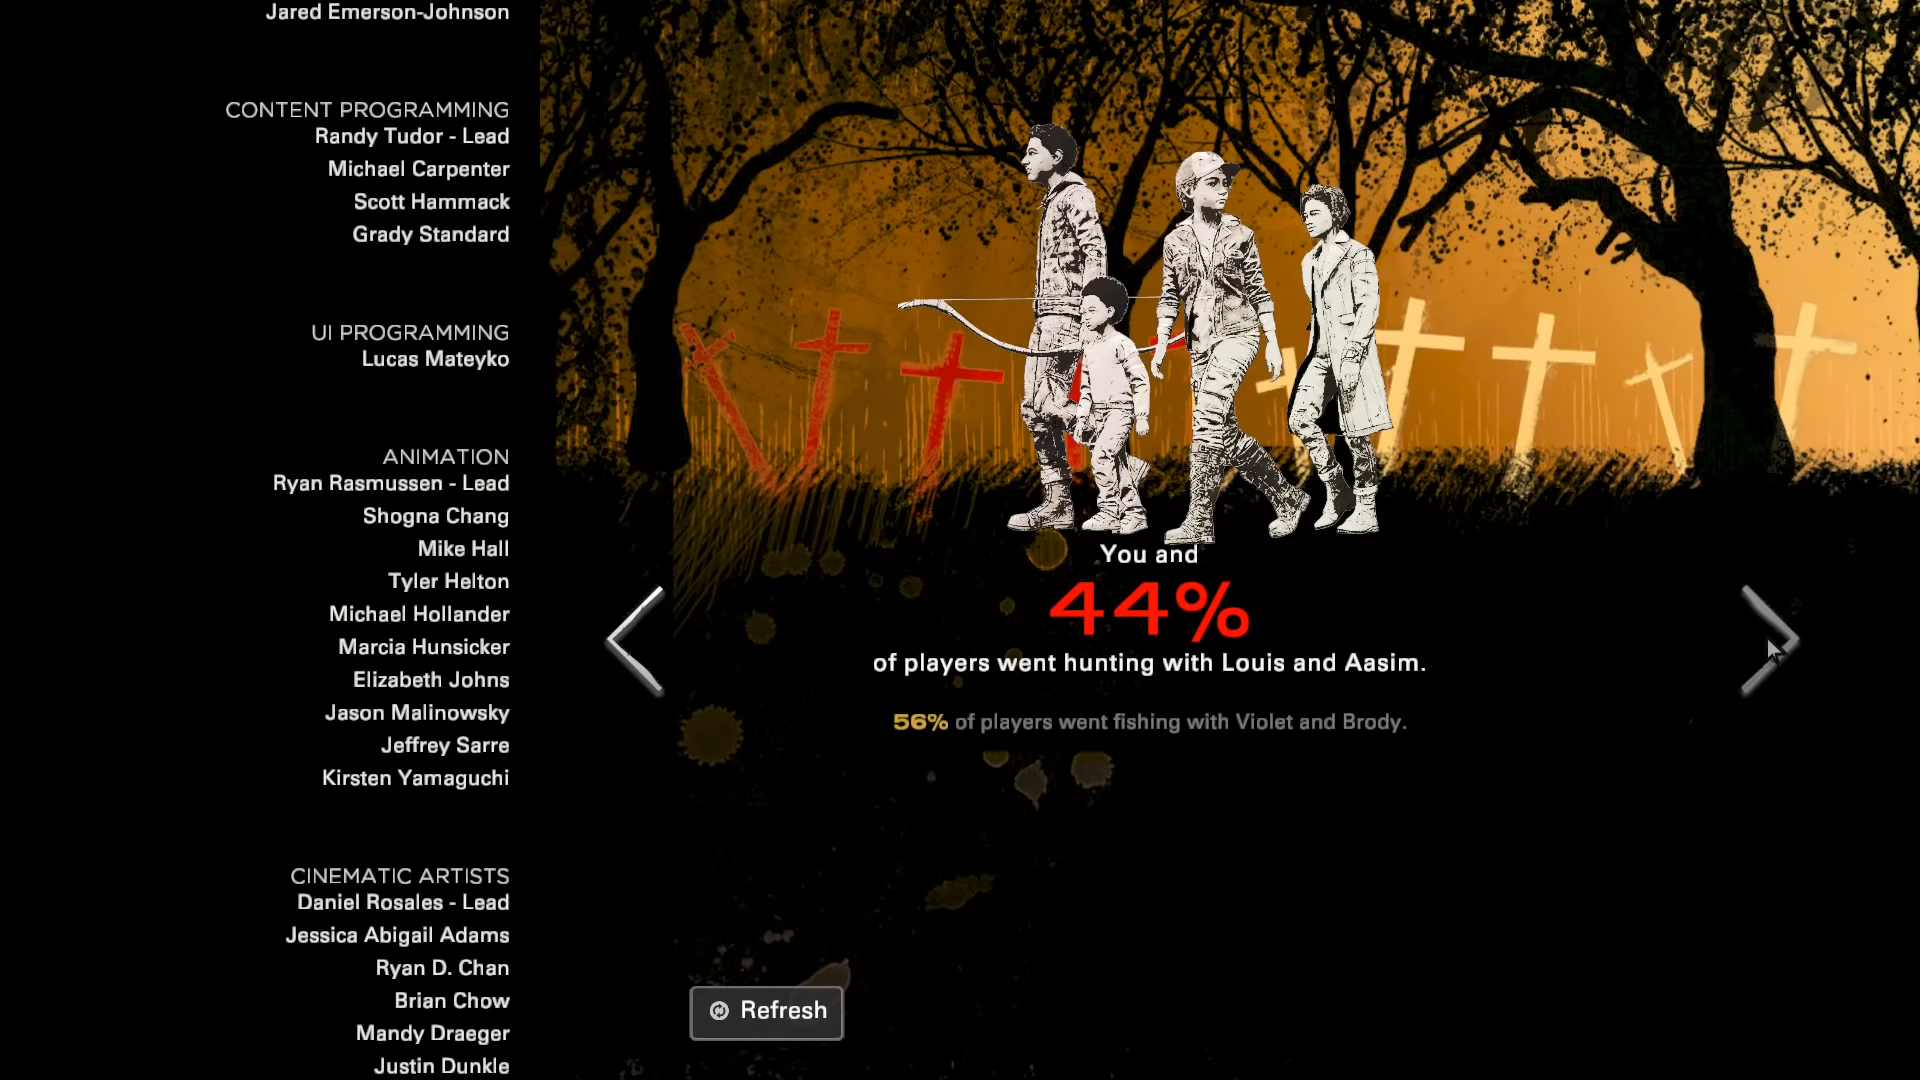 Jared Emerson-Johnson
CONTENT PROGRAMMING
Randy Tudor - Lead
Michael Carpenter
Scott Hammack
Grady Standard
UI PROGRAMMING
Lucas Mateyko
ANIMATION
Ryan Rasmussen - Lead
Shogna Chang
Mike Hall
Tyler Helton
Michael Hollander
Marcia Hunsicker
Elizabeth Johns
Jason Malinowsky
Jeffrey Sarre
Kirsten Yamaguchi
CINEMATIC ARTISTS
Daniel Rosales - Lead
Jessica Abigail Adams
Ryan D. Chan
Brian Chow
Mandy Draeger
Justin Dunkle
You and
44%
of players went hunting with Louis and Aasim.
56% of players went fishing with Violet and Brody.
Refresh